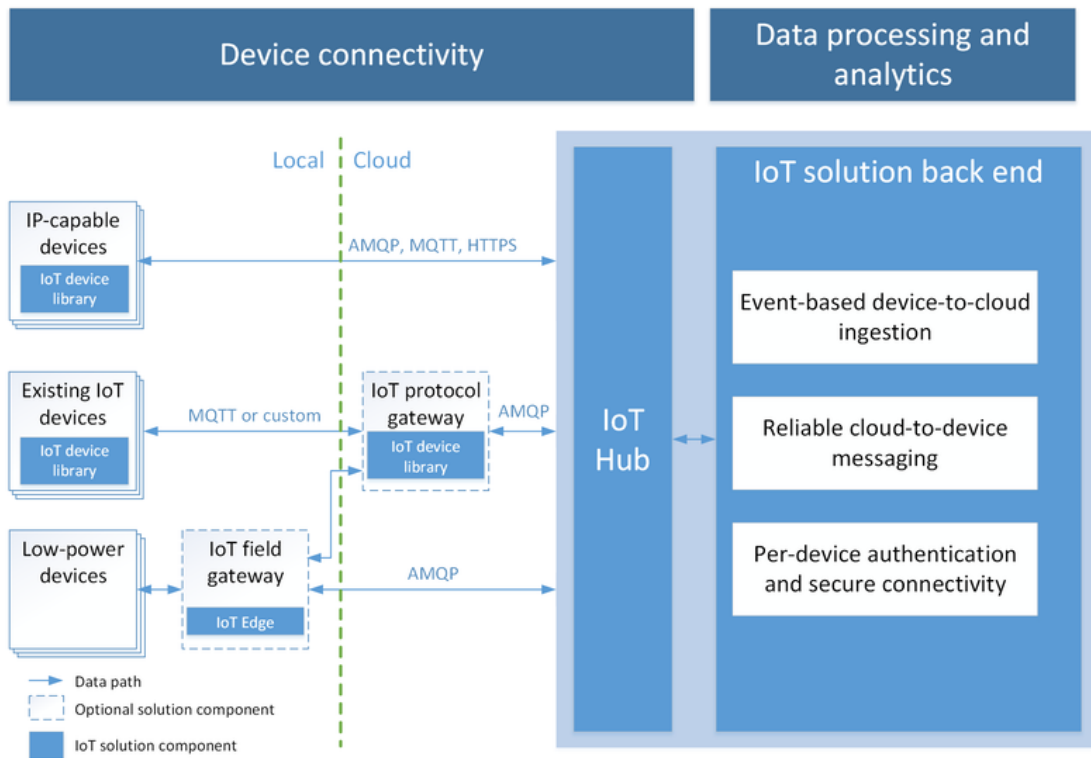 Device connectivity
Data processing and
analytics
Local
Cloud
IoT solution back end
IP-capable
devices
IoT device
library
AMQP, MQTT, HTTPS
Event-based device-to-cloud
ingestion
Existing IoT
devices
IoT device
library
MQTT or custom
IoT protocol
gateway
IoT device
library
AMQP
IoT
Hub
Reliable cloud-to-device
messaging
Low-power
devices
IoT field
gateway
IoT Edge
AMQP
Per-device authentication
and secure connectivity
Data path
Optional solution component
IoT solution component